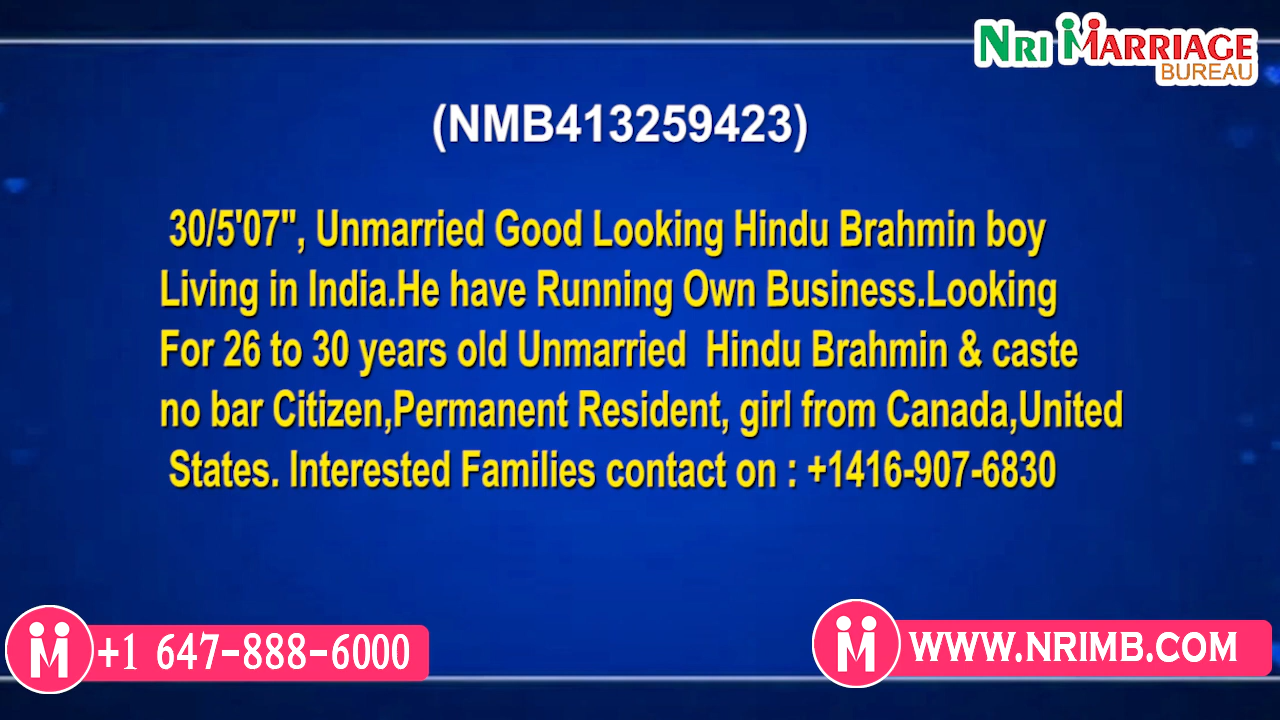 NRI MARRIAGE
BUREAU
(NMB413259423)
30/5'07", Unmarried Good Looking Hindu Brahmin boy
Living in India.He have Running Own Business.Looking
For 26 to 30 years old Unmarried  Hindu Brahmin & caste
no bar Citizen,Permanent Resident, girl from Canada,United
States. Interested Families contact on : +1416-907-6830
+1 647-888-6000
WWW.NRIMB.COM